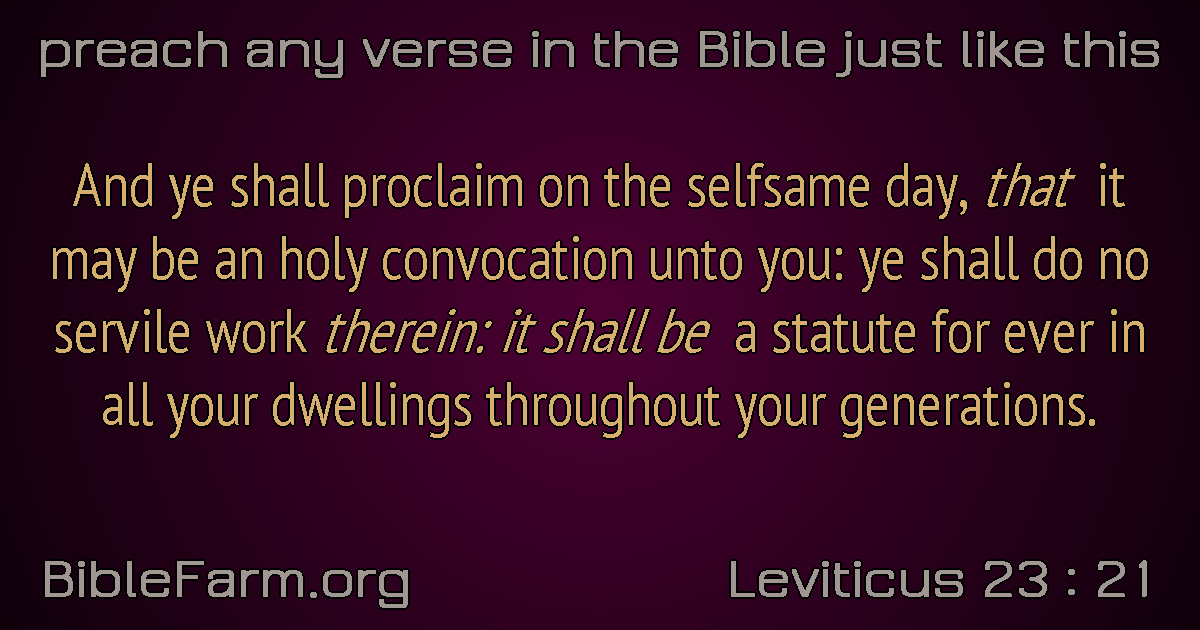 preach any verse in the Bible just like this
And ye shall proclaim on the selfsame day, that it
may be an holy convocation unto you: ye shall do no
servile work therein: it shall be a statute for ever in
all your dwellings throughout your generations.
BibleFarm.org
Leviticus 23 : 21